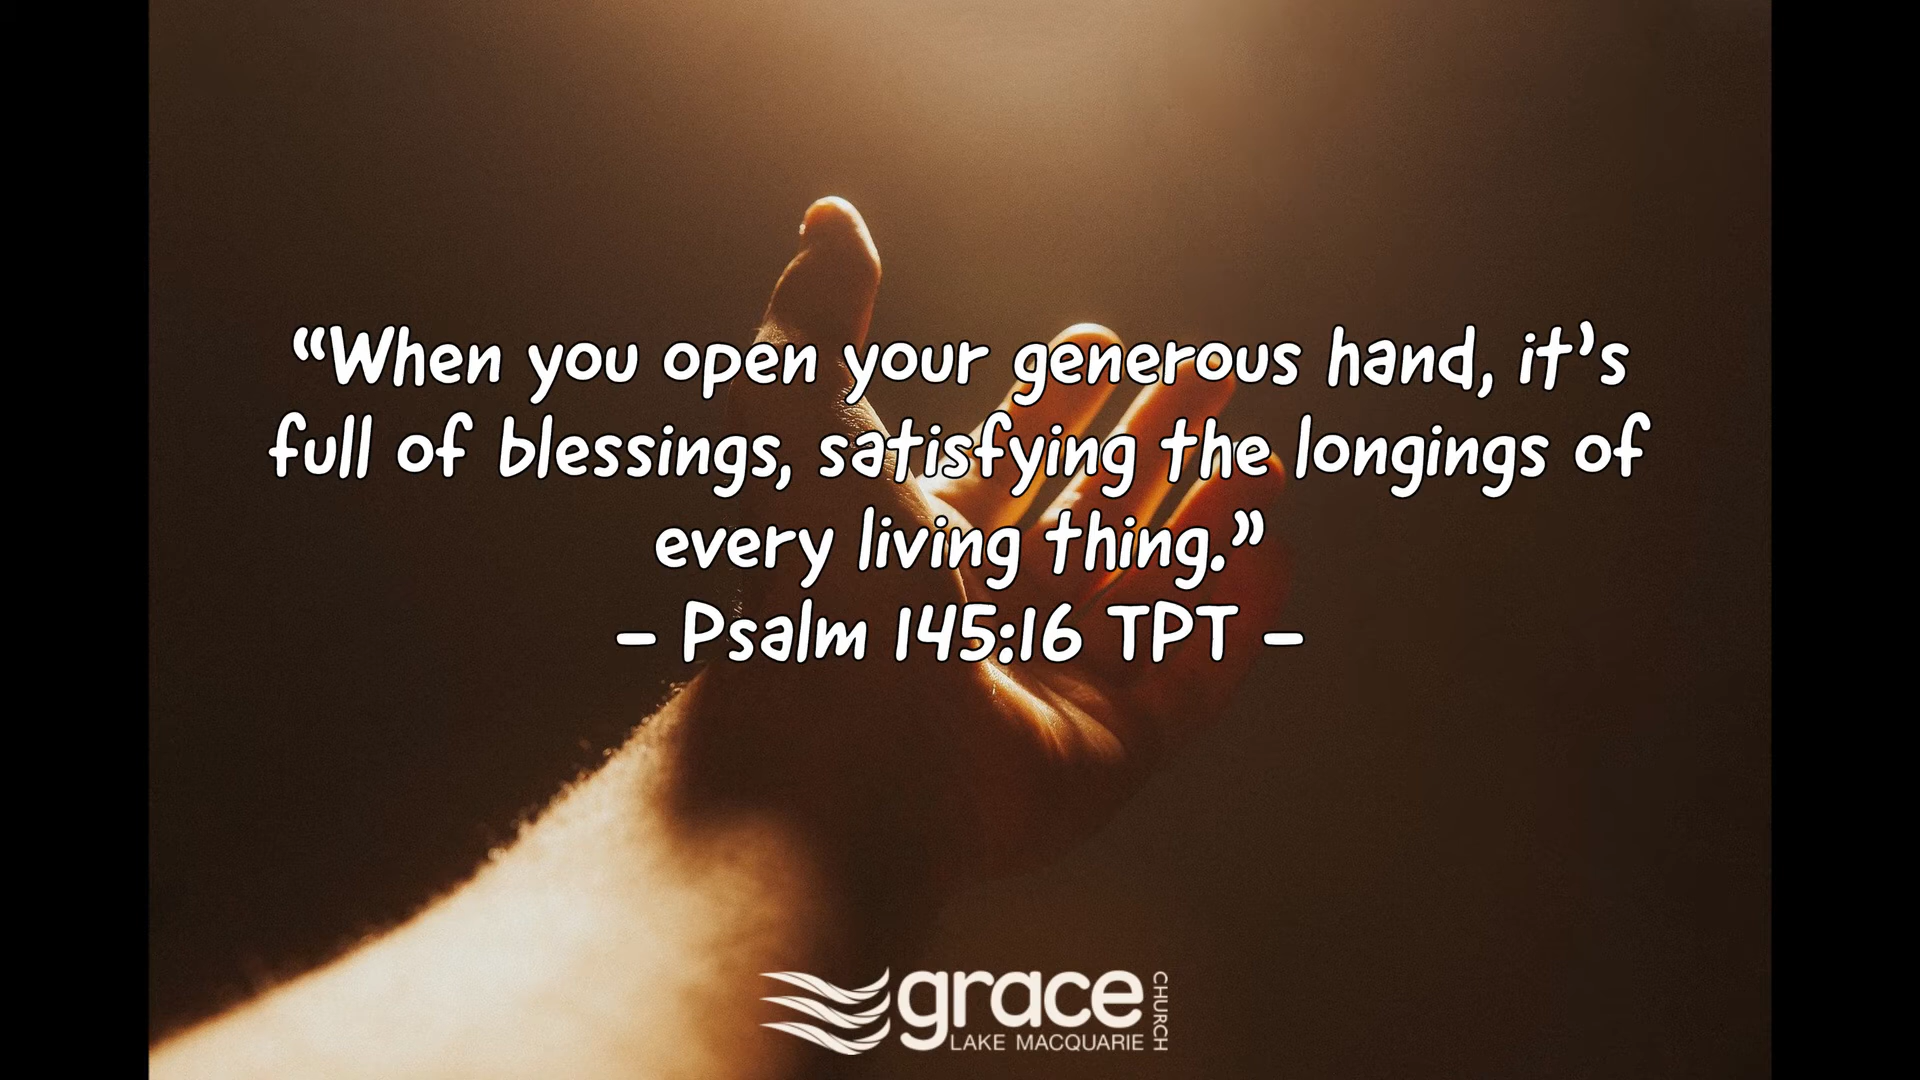 “When you open your generous hand, it’s
full of blessings, satisfying the longings of
every living thing.”
– Psalm 145:16 TPT –
grace
CHURCH
LAKE MACQUARIE